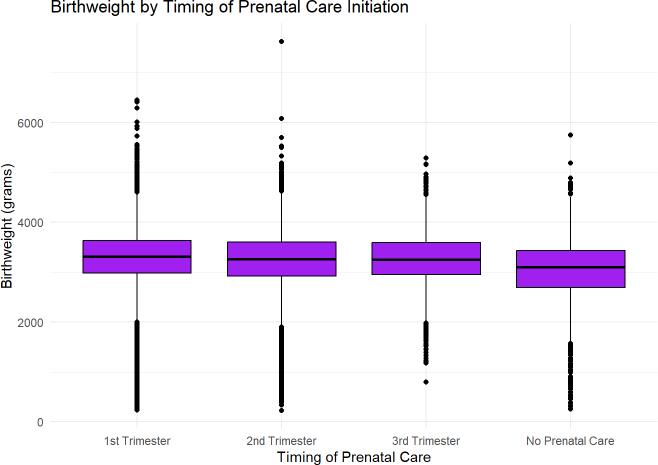 Birthweight by Timing of Prenatal Care Initiation
Birthweight (grams)
6000
4000
2000
0
1st Trimester
2nd Trimester
3rd Trimester
No Prenatal Care
Timing of Prenatal Care